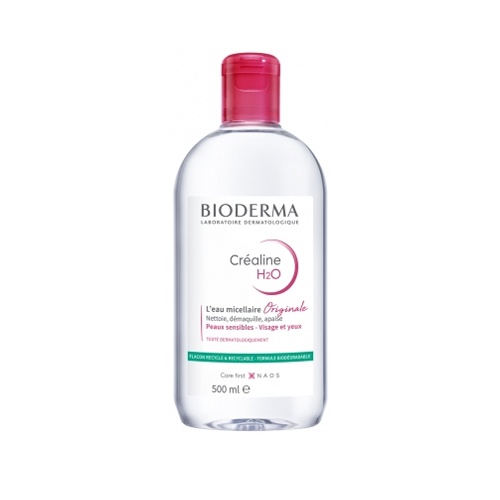 BIODERMA
LABORATOIRE DERMATOLOGIQUE
Créaline
H2O
L'eau micellaire Originale
Nettoie, démaquille, apaise
Peaux sensibles - Visage et yeux
TESTÉ DERMATOLOGIQUEMENT
FLACON RECYCLÉ & RECYCLABLE - FORMULE BIODÉGRADABLE
Care first NAOS
500 ml e